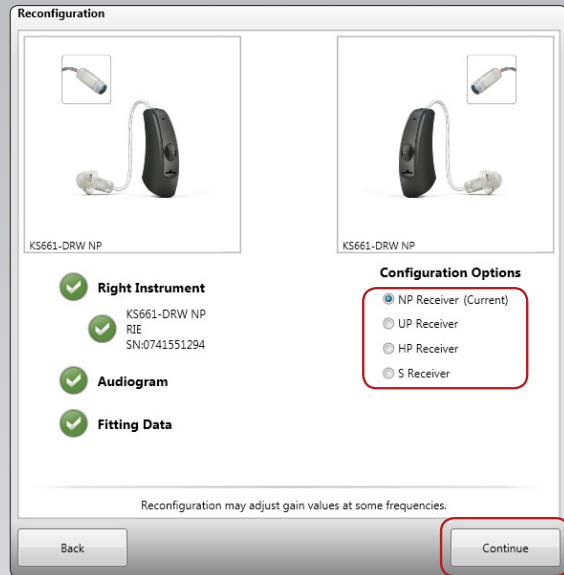 Reconfiguration
KS661-DRW NP
KS661-DRW NP
Right Instrument
KS661-DRW NP
RIE
SN:0741551294
Audiogram
Fitting Data
Configuration Options
NP Receiver (Current)
UP Receiver
HP Receiver
S Receiver
Reconfiguration may adjust gain values at some frequencies.
Back
Continue